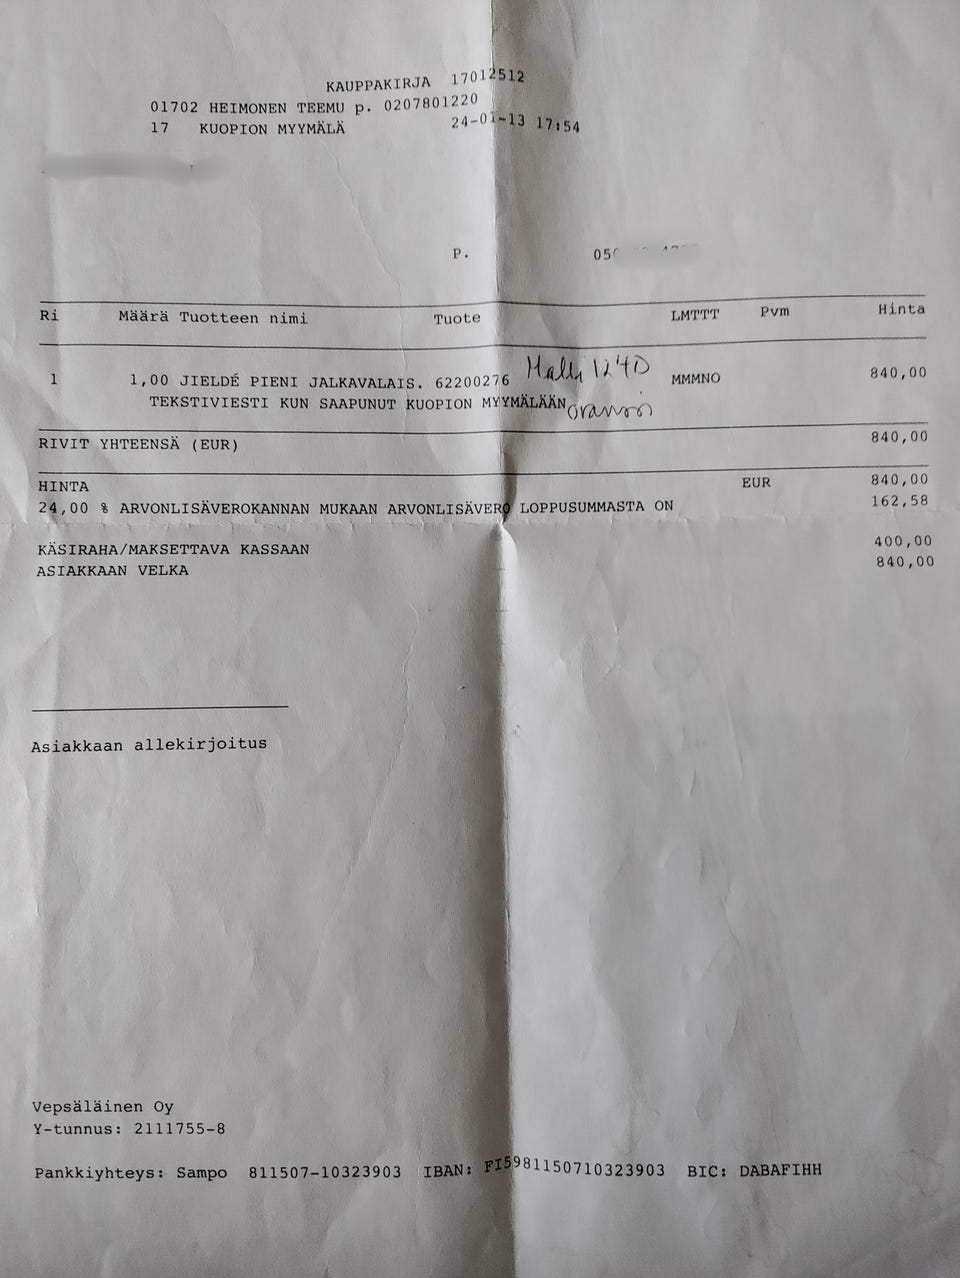 KAUPPAKIRJA 17012512
01702 HEIMONEN TEEMU p. 0207801220
17 KUOPION MYYMÄLÄ 24-01-13 17:54
P. 05
Ri Määrä Tuotteen nimi Tuote LMTTT Pvm Hinta
1 1,00 JIELDÉ PIENI JALKAVALAIS. 62200276 Malli 1240 MMMNO 840,00
TEKSTIVIESTI KUN SAAPUNUT KUOPION MYYMÄLÄÄN oranssi
RIVIT YHTEENSÄ (EUR) 840,00
HINTA EUR 840,00
24,00 % ARVONLISÄVEROKANNAN MUKAAN ARVONLISÄVERO LOPPUSUMMASTA ON 162,58
KÄSIRAHA/MAKSETTAVA KASSAAN 400,00
ASIAKKAAN VELKA 840,00
Asiakkaan allekirjoitus
Vepsäläinen Oy
Y-tunnus: 2111755-8
Pankkiyhteys: Sampo 811507-10323903 IBAN: FI5981150710323903 BIC: DABAFIHH